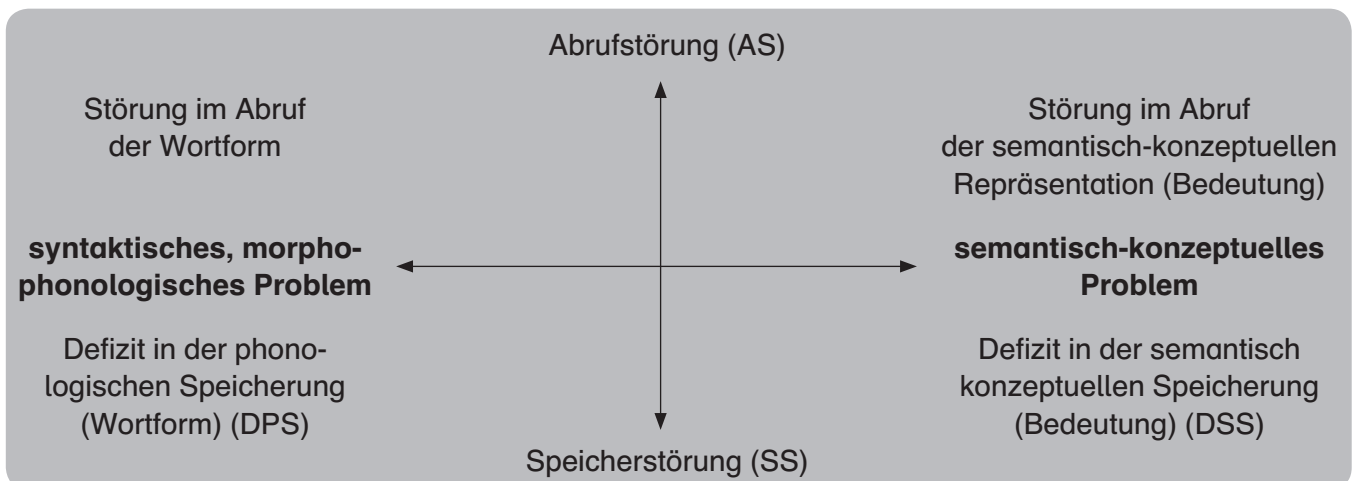 Abrufstörung (AS)
Störung im Abruf
der Wortform
Störung im Abruf
der semantisch-konzeptuellen
Repräsentation (Bedeutung)
syntaktisches, morpho-
phonologisches Problem
semantisch-konzeptuelles
Problem
Defizit in der phono-
logischen Speicherung
(Wortform) (DPS)
Defizit in der semantisch
konzeptuellen Speicherung
(Bedeutung) (DSS)
Speicherstörung (SS)